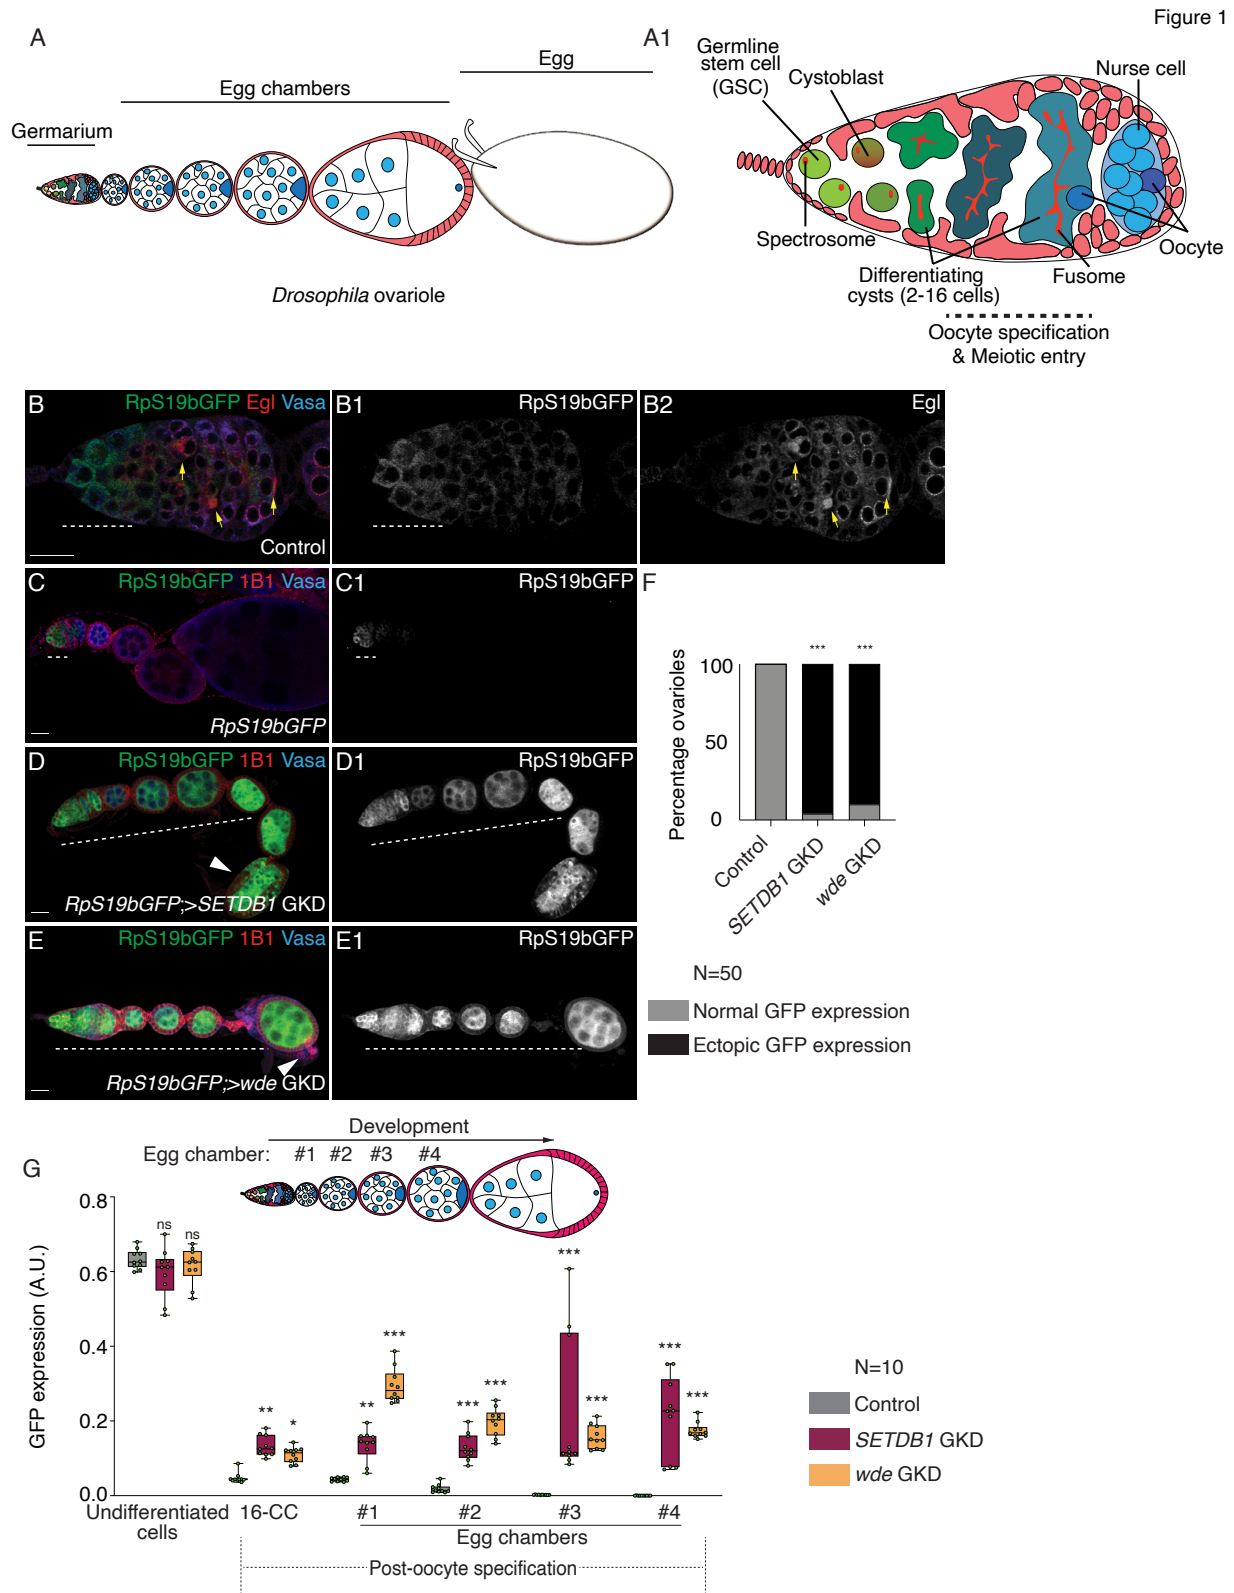 Figure 1
A
Egg
Egg chambers
Germarium
Drosophila ovariole
A1
Germline
stem cell
(GSC)
Cystoblast
Nurse cell
Spectrosome
Oocyte
Differentiating
cysts (2-16 cells)
Fusome
Oocyte specification
& Meiotic entry
B
RpS19bGFP Egl Vasa
Control
B1
RpS19bGFP
B2
Egl
C
RpS19bGFP 1B1 Vasa
RpS19bGFP
C1
RpS19bGFP
D
RpS19bGFP 1B1 Vasa
RpS19bGFP;>SETDB1 GKD
D1
RpS19bGFP
E
RpS19bGFP 1B1 Vasa
RpS19bGFP;>wde GKD
E1
RpS19bGFP
F
*** ***
100
50
0
Percentage ovarioles
Control
SETDB1 GKD
wde GKD
N=50
Normal GFP expression
Ectopic GFP expression
G
Development
Egg chamber: #1 #2 #3 #4
0.8
0.6
0.4
0.2
0.0
GFP expression (A.U.)
ns
ns
**
*
**
***
***
***
***
***
***
***
Undifferentiated
cells
16-CC
#1
#2
#3
#4
Egg chambers
Post-oocyte specification
N=10
Control
SETDB1 GKD
wde GKD